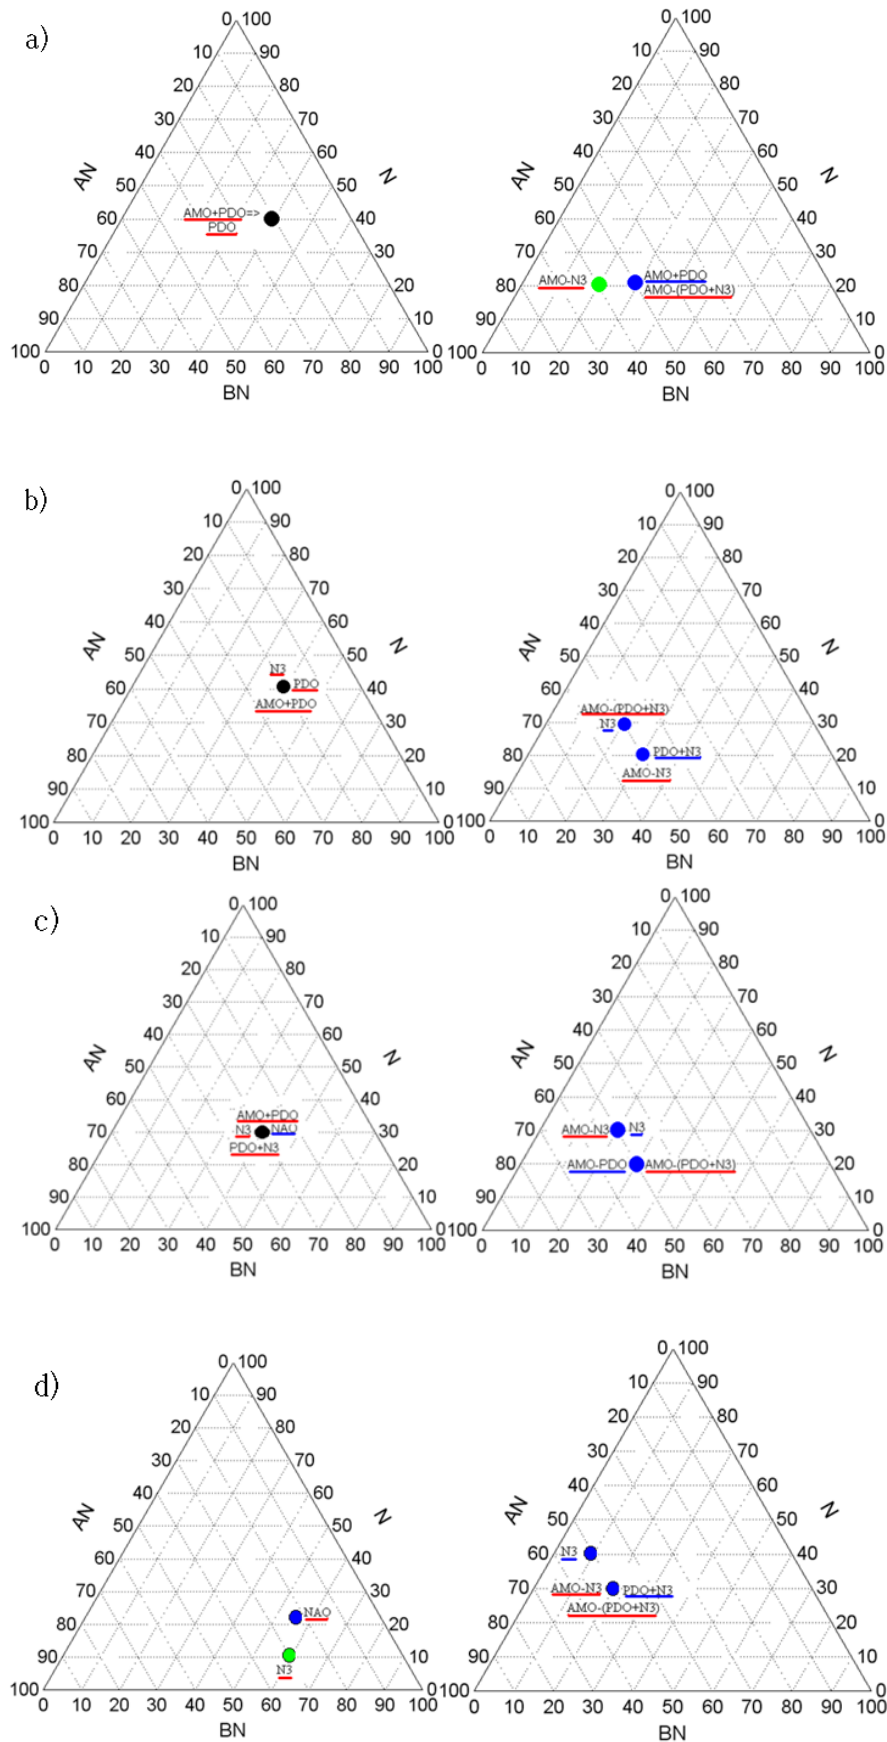 a)
0 100
10 90
20 80
30 70
40 60
AN N
50 50
AMO+PDO=>
60 40
PDO
70 30
80 20
90 10
100 0
0 10 20 30 40 50 60 70 80 90 100
BN
0 100
10 90
20 80
30 70
40 60
AN N
50 50
60 40
70 30
AMO-N3 AMO+PDO
80 20
AMO-(PDO+N3)
90 10
100 0
0 10 20 30 40 50 60 70 80 90 100
BN
b)
0 100
10 90
20 80
30 70
40 60
AN N
50 50
N3
60 PDO 40
AMO+PDO
70 30
80 20
90 10
100 0
0 10 20 30 40 50 60 70 80 90 100
BN
0 100
10 90
20 80
30 70
40 60
AN N
50 50
60 40
AMO-(PDO+N3)
70 N3 30
80 PDO+N3 20
AMO-N3
90 10
100 0
0 10 20 30 40 50 60 70 80 90 100
BN
c)
0 100
10 90
20 80
30 70
40 60
AN N
50 50
60 40
AMO+PDO
70 N3 NAO 30
PDO+N3
80 20
90 10
100 0
0 10 20 30 40 50 60 70 80 90 100
BN
0 100
10 90
20 80
30 70
40 60
AN N
50 50
60 40
70 AMO-N3 N3 30
80 AMO-PDO AMO-(PDO+N3) 20
90 10
100 0
0 10 20 30 40 50 60 70 80 90 100
BN
d)
0 100
10 90
20 80
30 70
40 60
AN N
50 50
60 40
70 30
NAO
80 20
90 10
N3
100 0
0 10 20 30 40 50 60 70 80 90 100
BN
0 100
10 90
20 80
30 70
40 60
AN N
50 50
60 N3 40
70 AMO-N3 PDO+N3 30
AMO-(PDO+N3)
80 20
90 10
100 0
0 10 20 30 40 50 60 70 80 90 100
BN